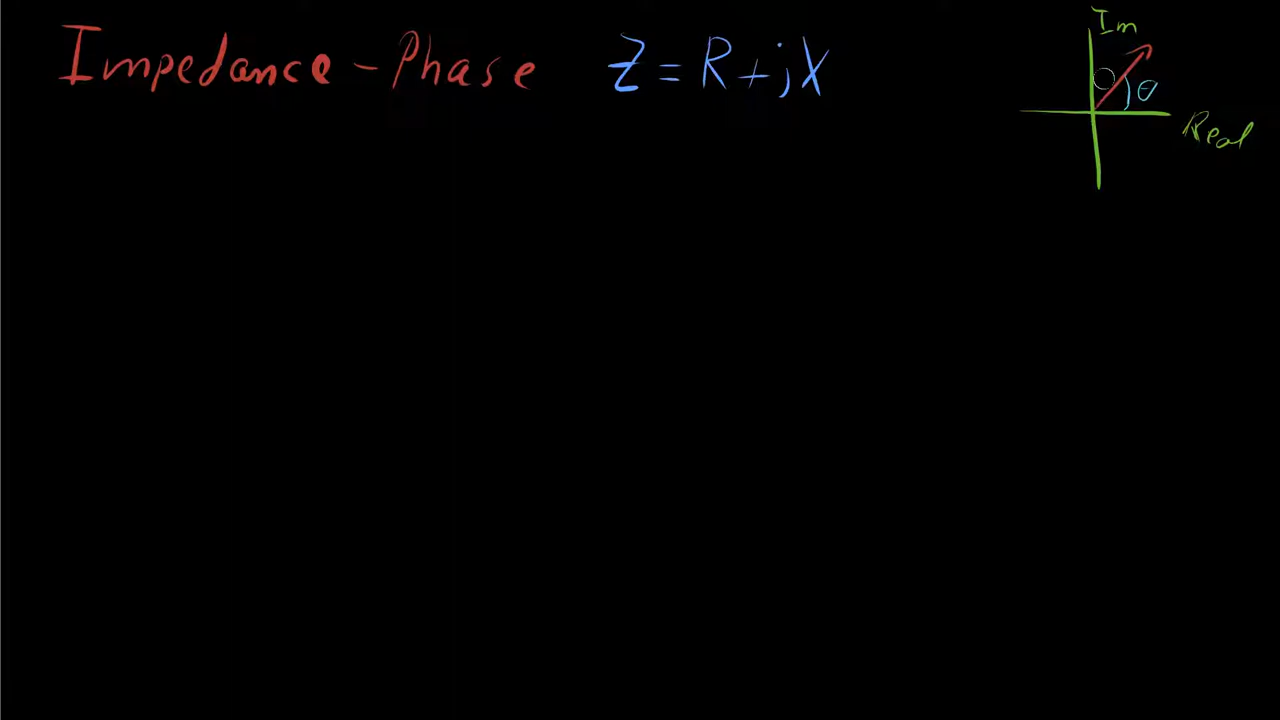 Impedance - Phase Z = R + jX
Im
θ
Real